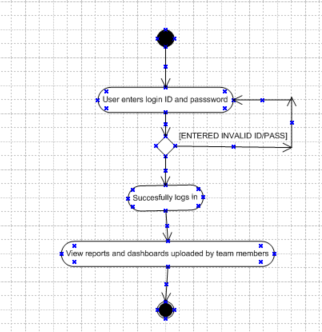 User enters login ID and passsword
[ENTERED INVALID ID/PASS]
Succesfully logs in
View reports and dashboards uploaded by team members